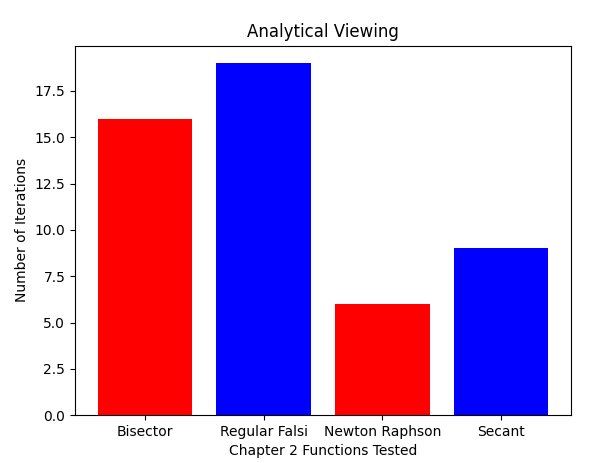 Analytical Viewing
Number of Iterations
17.5
15.0
12.5
10.0
7.5
5.0
2.5
0.0
Bisector Regular Falsi Newton Raphson Secant
Chapter 2 Functions Tested